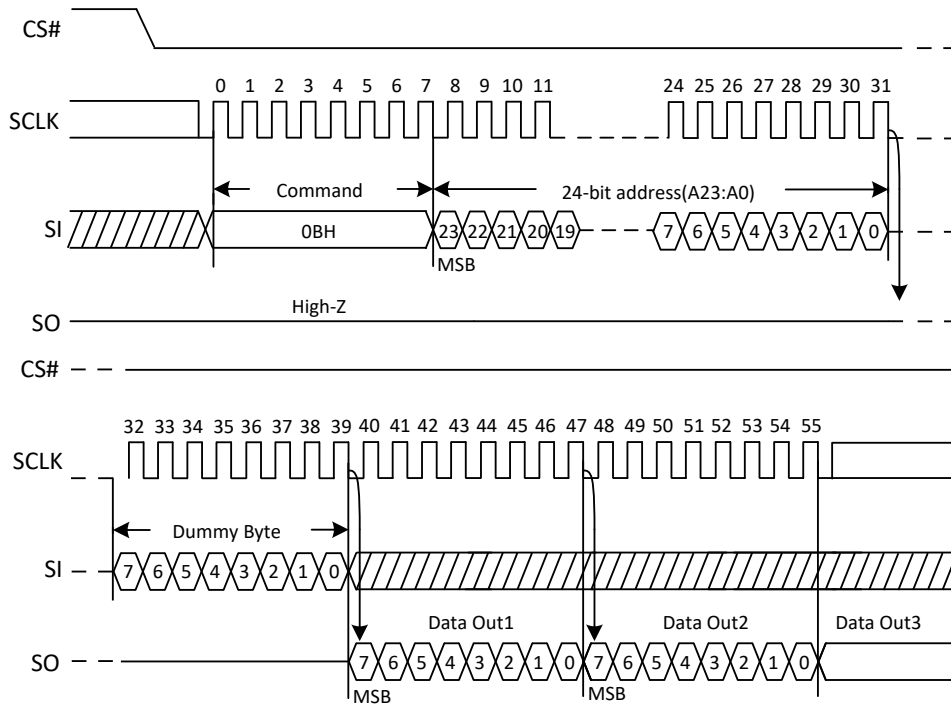 CS#
0 1 2 3 4 5 6 7 8 9 10 11 24 25 26 27 28 29 30 31
SCLK
Command 24-bit address(A23:A0)
SI 0BH 23 22 21 20 19 7 6 5 4 3 2 1 0
MSB
High-Z
SO
CS#
32 33 34 35 36 37 38 39 40 41 42 43 44 45 46 47 48 49 50 51 52 53 54 55
SCLK
Dummy Byte
SI 7 6 5 4 3 2 1 0
Data Out1 Data Out2 Data Out3
SO 7 6 5 4 3 2 1 0 7 6 5 4 3 2 1 0
MSB MSB